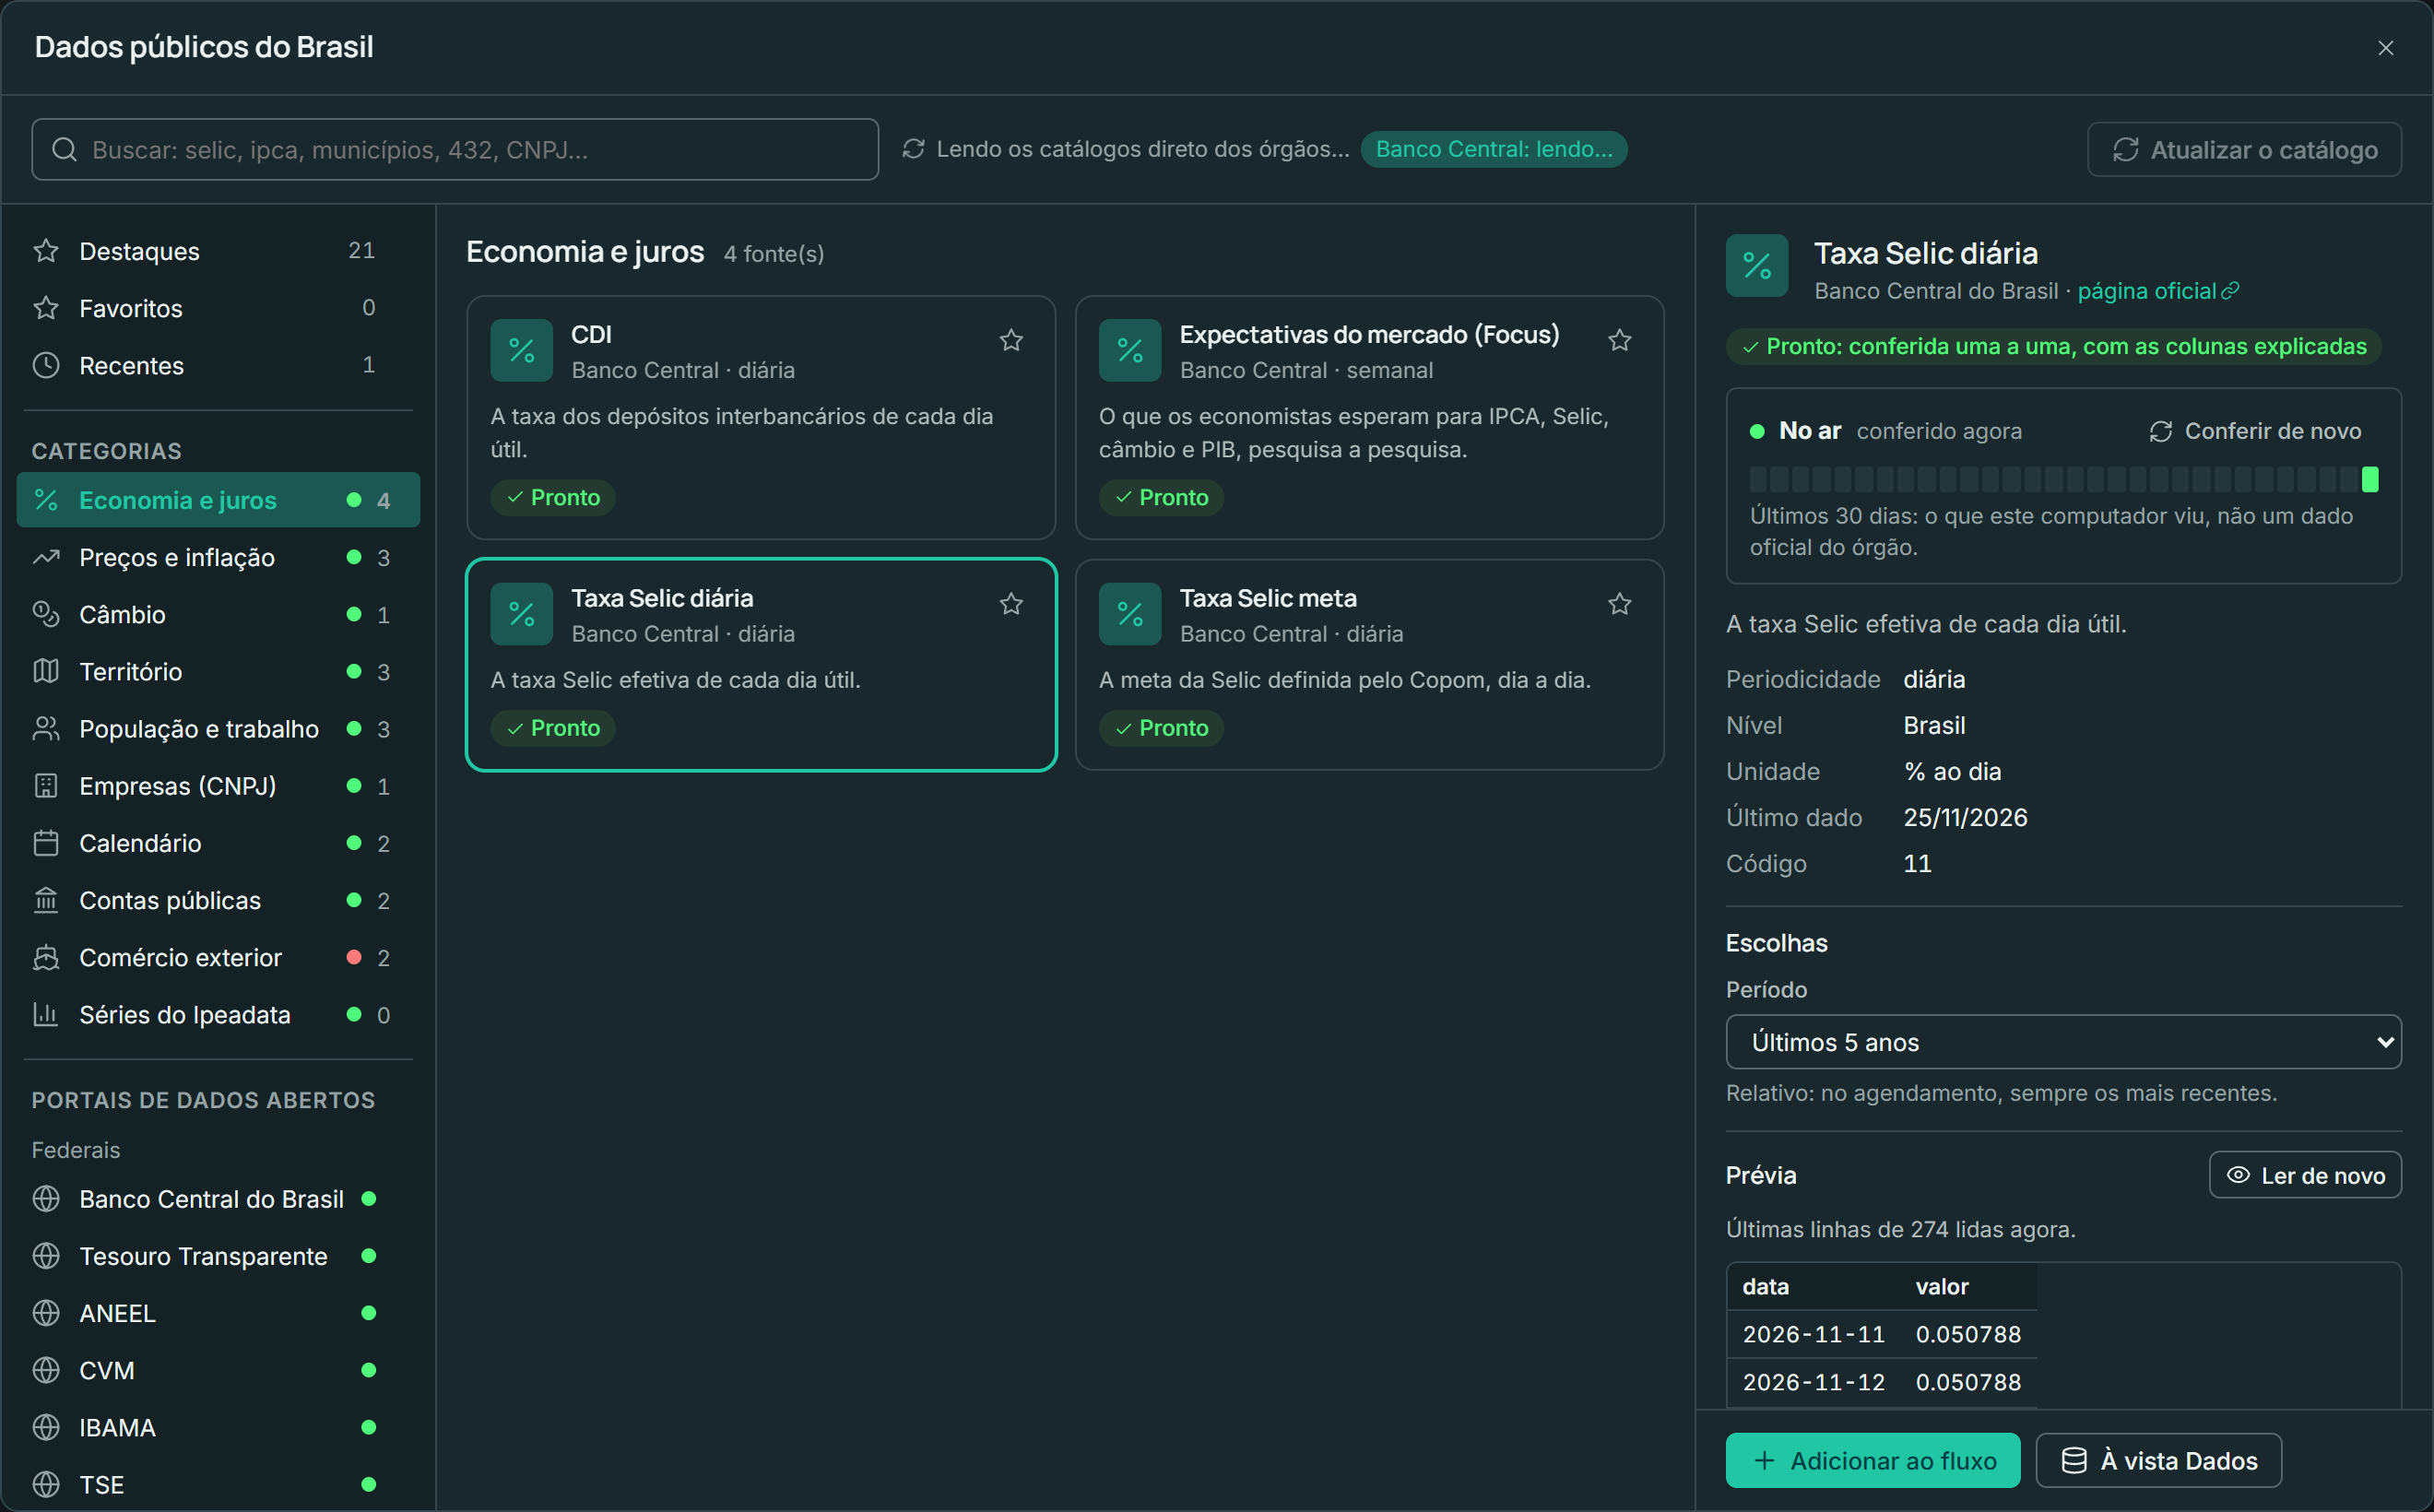 Dados públicos do Brasil
Buscar: selic, ipca, municípios, 432, CNPJ...
Lendo os catálogos direto dos órgãos...
Banco Central: lendo...
Atualizar o catálogo
Destaques 21
Favoritos 0
Recentes 1
CATEGORIAS
Economia e juros 4
Preços e inflação 3
Câmbio 1
Território 3
População e trabalho 3
Empresas (CNPJ) 1
Calendário 2
Contas públicas 2
Comércio exterior 2
Séries do Ipeadata 0
PORTAIS DE DADOS ABERTOS
Federais
Banco Central do Brasil
Tesouro Transparente
ANEEL
CVM
IBAMA
TSE
Economia e juros 4 fonte(s)
CDI
Banco Central · diária
A taxa dos depósitos interbancários de cada dia
útil.
Pronto
Expectativas do mercado (Focus)
Banco Central · semanal
O que os economistas esperam para IPCA, Selic,
câmbio e PIB, pesquisa a pesquisa.
Pronto
Taxa Selic diária
Banco Central · diária
A taxa Selic efetiva de cada dia útil.
Pronto
Taxa Selic meta
Banco Central · diária
A meta da Selic definida pelo Copom, dia a dia.
Pronto
Taxa Selic diária
Banco Central do Brasil · página oficial
Pronto: conferida uma a uma, com as colunas explicadas
No ar conferido agora
Conferir de novo
Últimos 30 dias: o que este computador viu, não um dado
oficial do órgão.
A taxa Selic efetiva de cada dia útil.
Periodicidade diária
Nível Brasil
Unidade % ao dia
Último dado 25/11/2026
Código 11
Escolhas
Período
Últimos 5 anos
Relativo: no agendamento, sempre os mais recentes.
Prévia
Ler de novo
Últimas linhas de 274 lidas agora.
data valor
2026-11-11 0.050788
2026-11-12 0.050788
Adicionar ao fluxo
À vista Dados